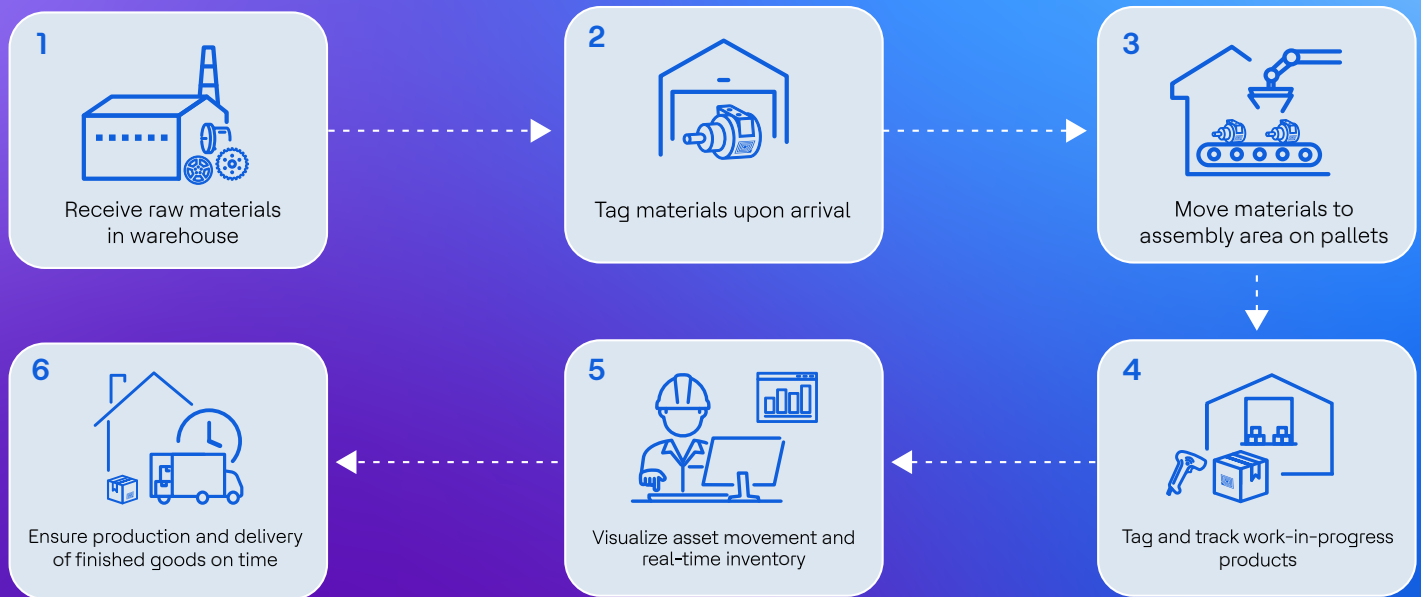 1
Receive raw materials
in warehouse
2
Tag materials upon arrival
3
Move materials to
assembly area on pallets
4
Tag and track work-in-progress
products
5
Visualize asset movement and
real-time inventory
6
Ensure production and delivery
of finished goods on time